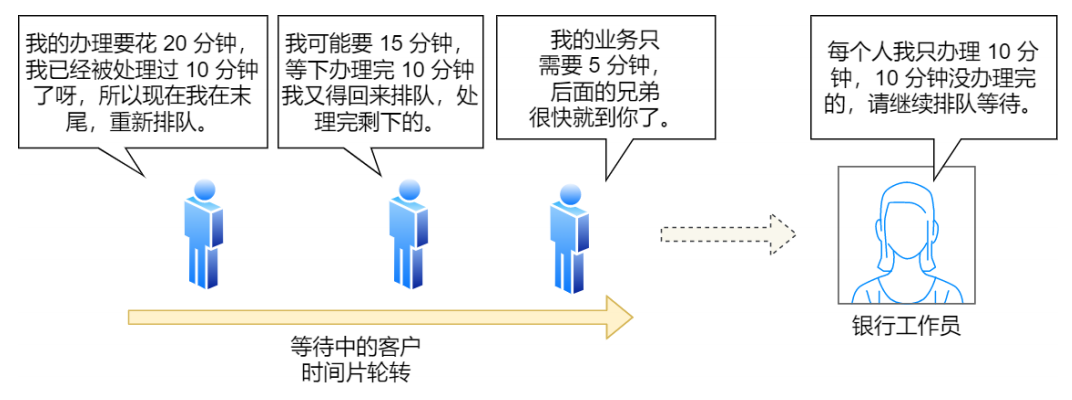 我的办理要花 20 分钟，
我已经被处理过 10 分钟
了呀，所以现在我在末
尾，重新排队。
我可能要 15 分钟，
等下办理完 10 分钟
我又得回来排队，处
理完剩下的。
我的业务只
需要 5 分钟，
后面的兄弟
很快就到你了。
每个人我只办理 10 分
钟，10 分钟没办理完
的，请继续排队等待。
银行工作员
等待中的客户
时间片轮转